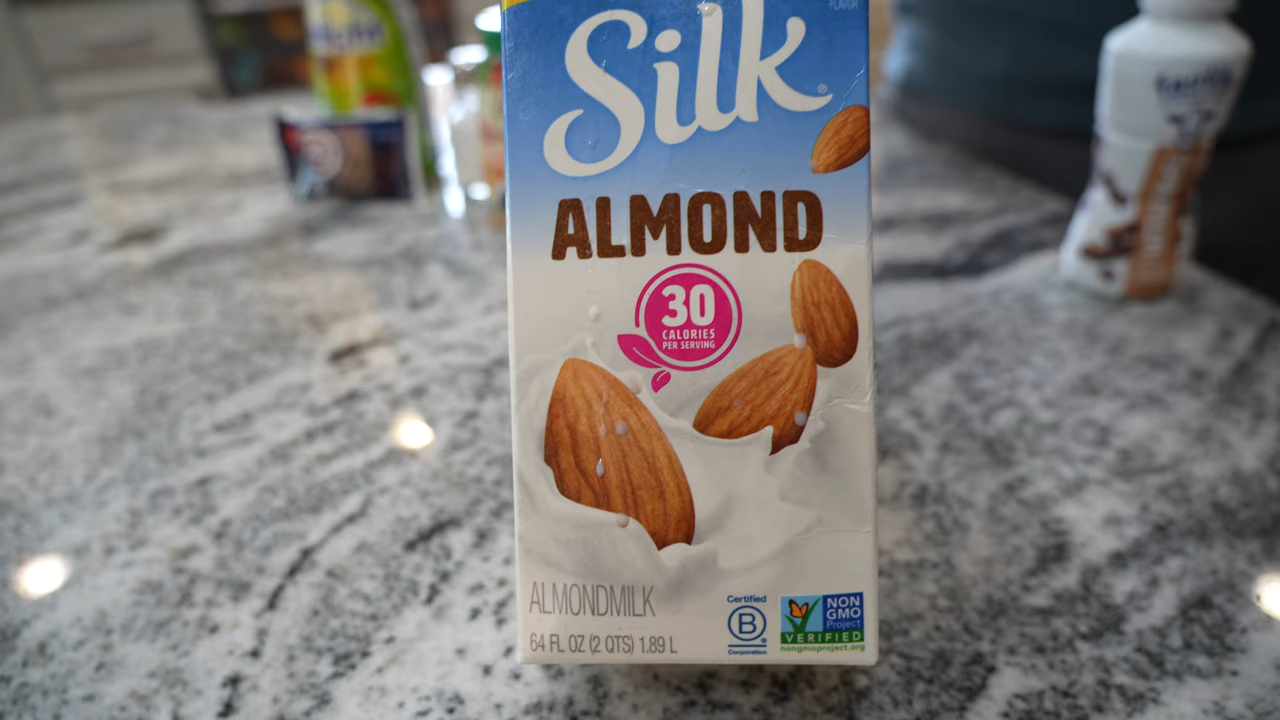 FLAVOR
Silk®
ALMOND
30
CALORIES
PER SERVING
ALMONDMILK
64 FL OZ (2 QTS) 1.89 L
Certified
B
®
Corporation
NON
GMO
Project
VERIFIED
nongmoproject.org